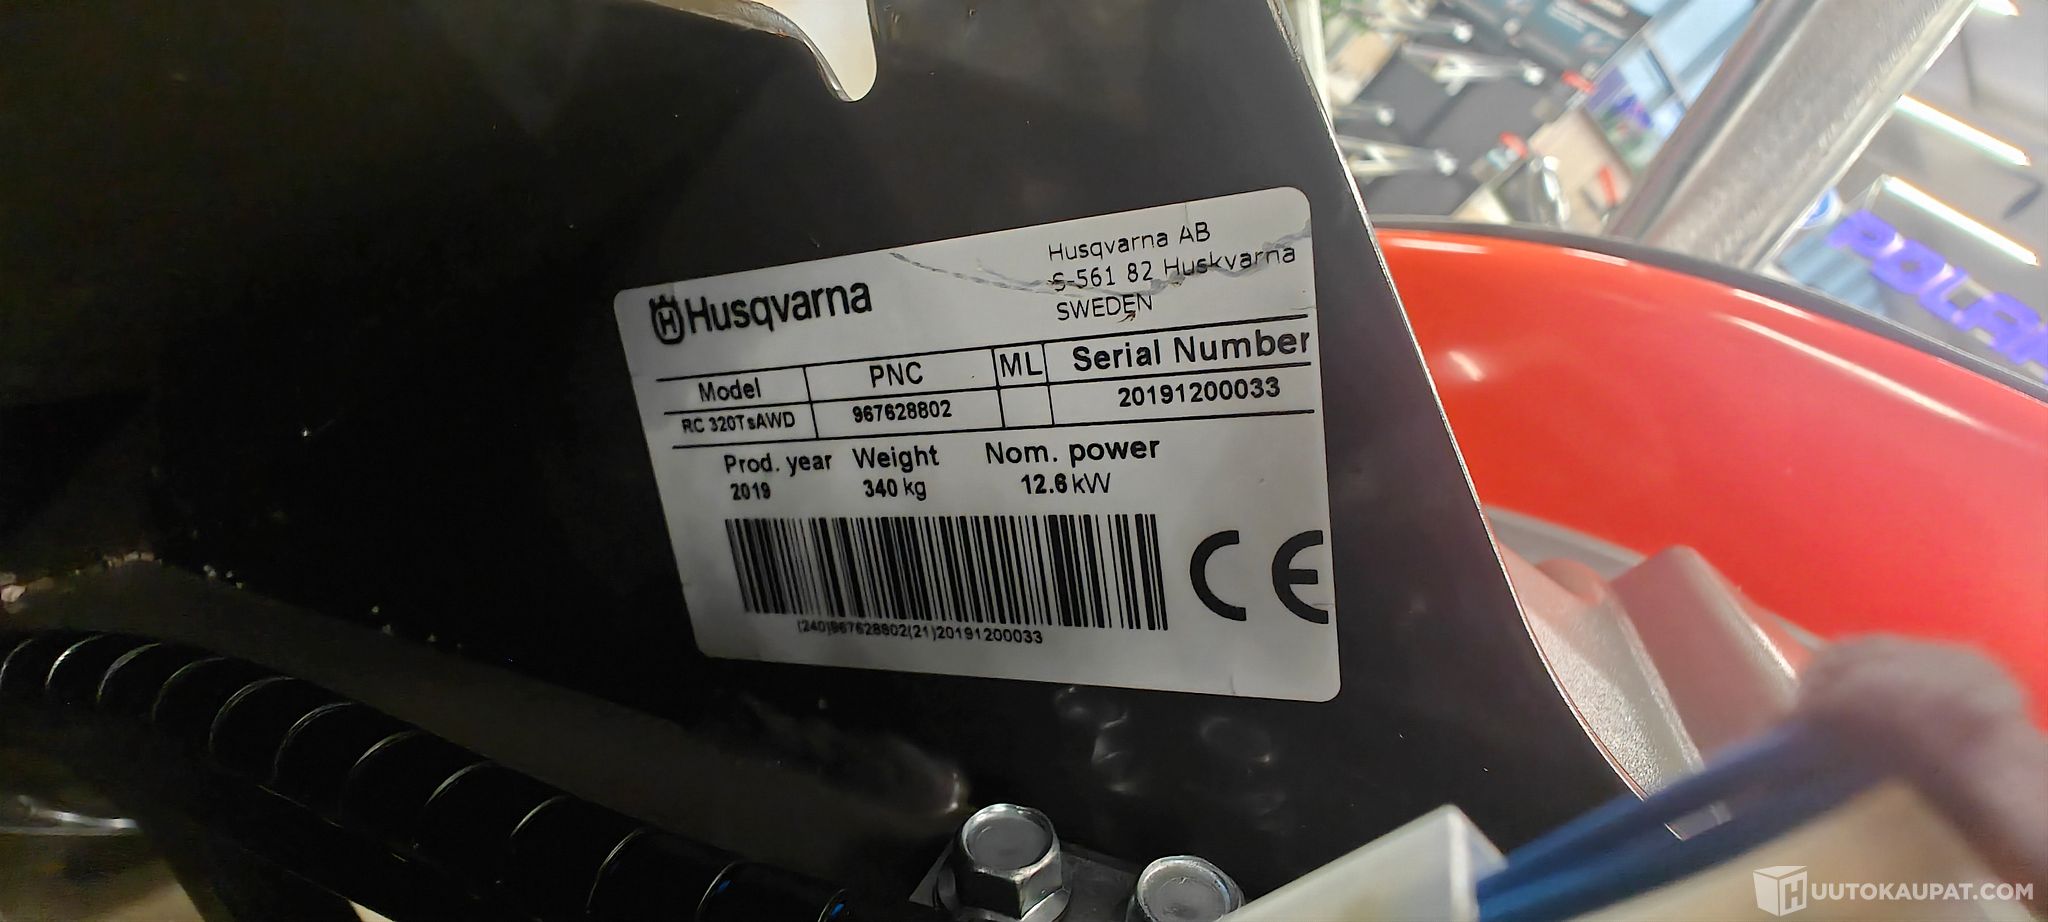 Husqvarna
Husqvarna AB
S-561 82 Huskvarna
SWEDEN
Model PNC ML Serial Number
RC 320TsAWD 967628802 20191200033
Prod. year Weight Nom. power
2019 340 kg 12.6 kW
(240)967628802(21)20191200033
CE
POLAR
HUUTOKAUPAT.COM